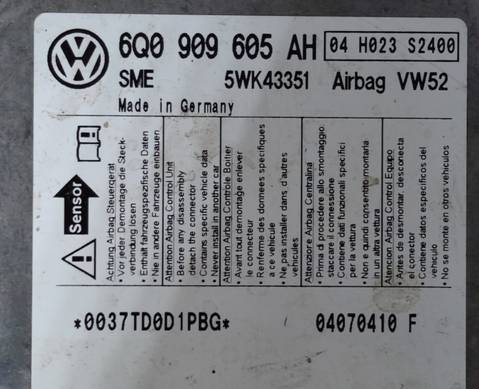 6Q0 909 605 AH 04 H023 S2400
SME 5WK43351 Airbag VW52
Made in Germany
Sensor
Achtung Airbag Steuergerät
• Vor jeder Demontage die Steck-
verbindung lösen
• Enthält fahrzeugspezifische Daten
• Nie in andere Fahrzeuge einbauen
Attention Airbag Control Unit
• Before any disassembly
detach the connector
• Contains specific vehicle data
• Never install in another car
Attention Airbag Contrôle Boîtier
• Avant tout démontage enlever
le connecteur
• Renferme des données spécifiques
a ce véhicule
• Ne pas installer dans d'autres
véhicules
Attenzione Airbag Centralina
• Prima di procedere allo smontaggio
staccare il connessione
• Contiene dati funzionali specifici
per la vettura
• Non e quindi consentito montarla
in un altra vettura
Atencion Airbag Control Equipo
• Antes de desmontar, desconecta
el conector
• Contiene datos especificos del
vehículo
• No se monte en otros vehículos
*0037TD0D1PBG* 04070410 F